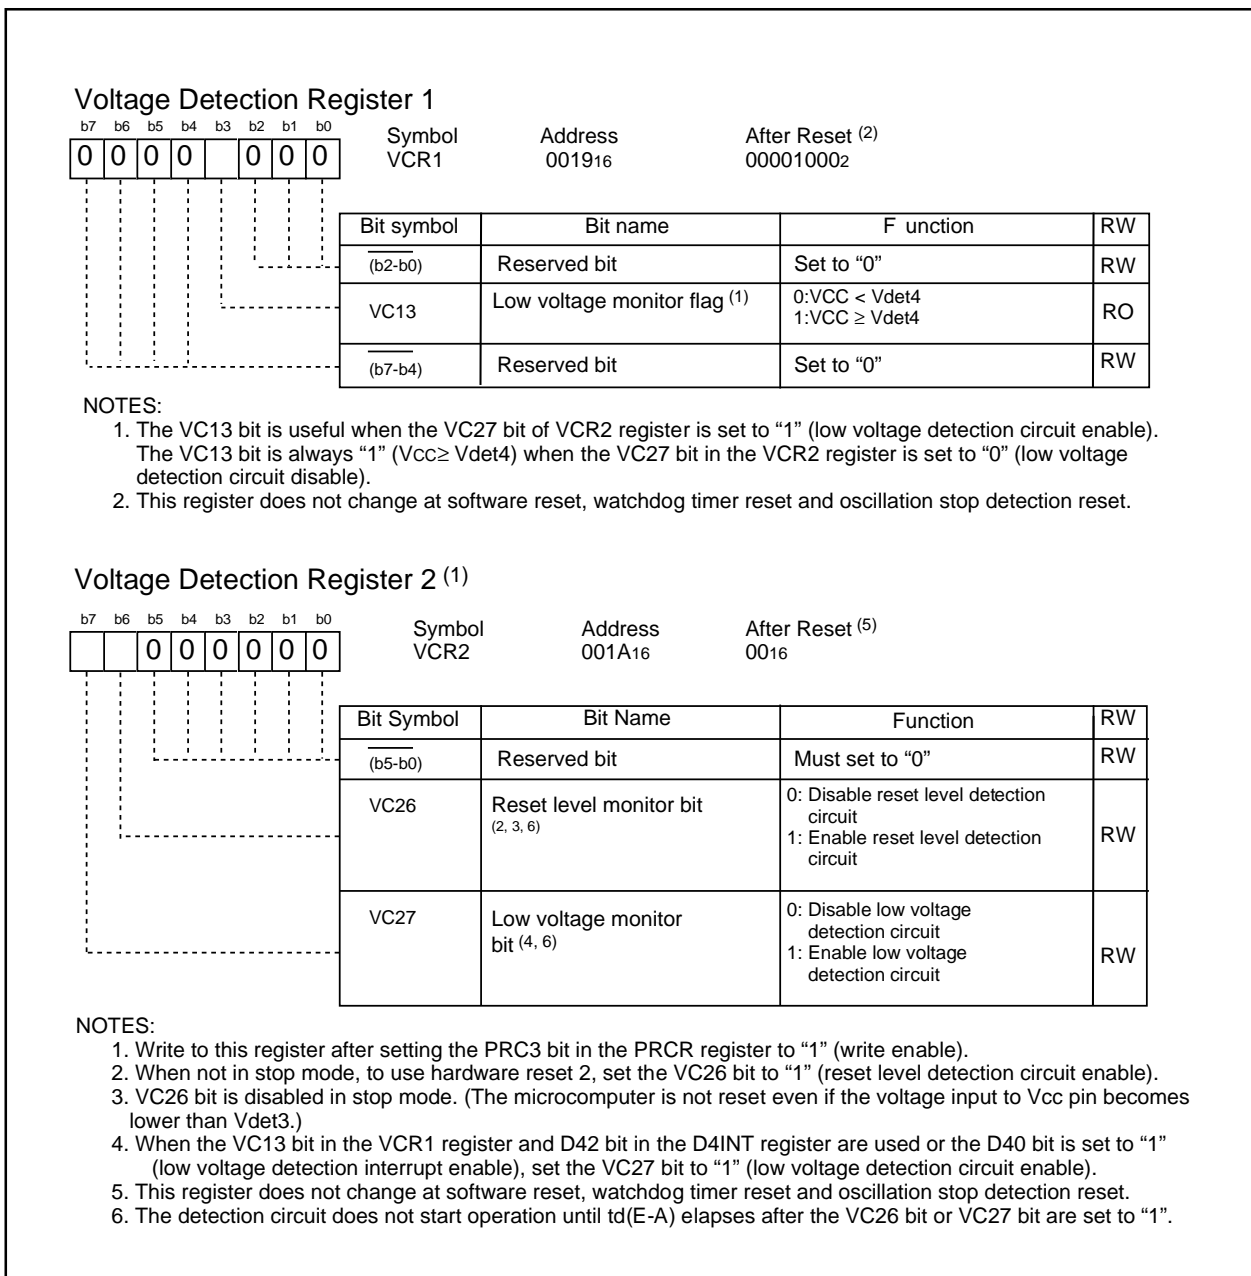 Voltage Detection Register 1
b7 b6 b5 b4 b3 b2 b1 b0
0 0 0 0 0 0 0
Symbol Address After Reset (2)
VCR1 001916 000010002
Bit symbol Bit name F unction RW
(b2-b0) Reserved bit Set to “0” RW
VC13 Low voltage monitor flag (1) 0:VCC < Vdet4
1:VCC ≥ Vdet4 RO
(b7-b4) Reserved bit Set to “0” RW
NOTES:
1. The VC13 bit is useful when the VC27 bit of VCR2 register is set to “1” (low voltage detection circuit enable).
The VC13 bit is always “1” (VCC≥ Vdet4) when the VC27 bit in the VCR2 register is set to “0” (low voltage
detection circuit disable).
2. This register does not change at software reset, watchdog timer reset and oscillation stop detection reset.
Voltage Detection Register 2 (1)
b7 b6 b5 b4 b3 b2 b1 b0
0 0 0 0 0 0
Symbol Address After Reset (5)
VCR2 001A16 0016
Bit Symbol Bit Name Function RW
(b5-b0) Reserved bit Must set to “0” RW
VC26 Reset level monitor bit
(2, 3, 6)
0: Disable reset level detection
circuit
1: Enable reset level detection
circuit
RW
VC27 Low voltage monitor
bit (4, 6)
0: Disable low voltage
detection circuit
1: Enable low voltage
detection circuit
RW
NOTES:
1. Write to this register after setting the PRC3 bit in the PRCR register to “1” (write enable).
2. When not in stop mode, to use hardware reset 2, set the VC26 bit to “1” (reset level detection circuit enable).
3. VC26 bit is disabled in stop mode. (The microcomputer is not reset even if the voltage input to Vcc pin becomes
lower than Vdet3.)
4. When the VC13 bit in the VCR1 register and D42 bit in the D4INT register are used or the D40 bit is set to “1”
(low voltage detection interrupt enable), set the VC27 bit to “1” (low voltage detection circuit enable).
5. This register does not change at software reset, watchdog timer reset and oscillation stop detection reset.
6. The detection circuit does not start operation until td(E-A) elapses after the VC26 bit or VC27 bit are set to “1”.